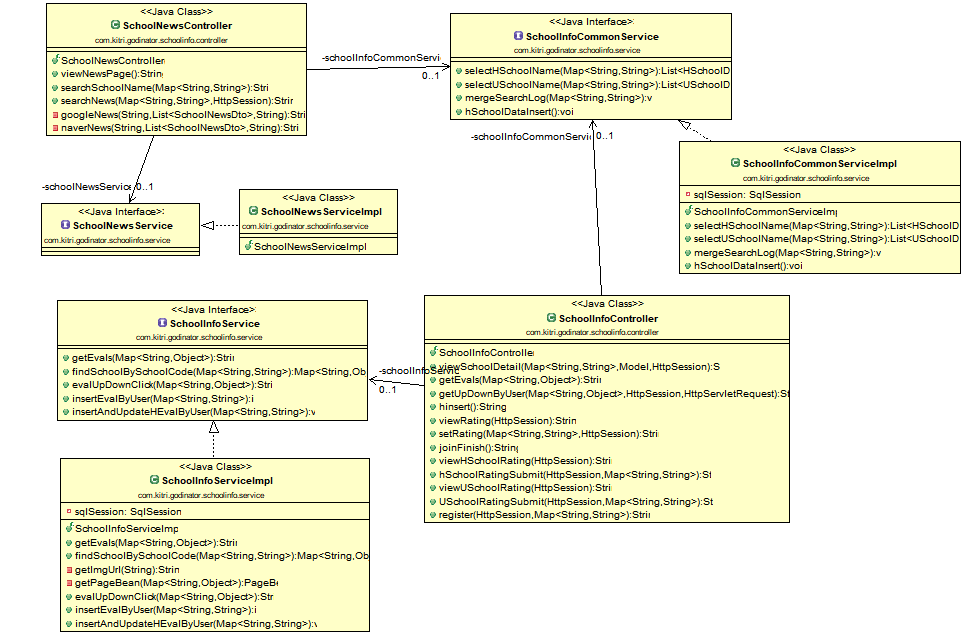 <<Java Class>>
SchoolNewsController
com.kitri.godinator.schoolinfo.controller
SchoolNewsController
viewNewsPage():Strin
searchSchoolName(Map<String,String>):Stri
searchNews(Map<String,String>,HttpSession):Strir
googleNews(String,List<SchoolNewsDto>,String):Stri
naverNews(String,List<SchoolNewsDto>,String):Stri
-schoolInfoCommonServi
0..1
<<Java Interface>
SchoolInfoCommonService
com.kitri.godinator.schoolinfo.service
selectHSchoolName(Map<String,String>):List<HSchoolD
selectUSchoolName(Map<String,String>):List<USchoolD
mergeSearchLog(Map<String,String>):v
hSchoolDataInsert():voi
-schoolInfoCommonServi
0..1
<<Java Class>>
SchoolInfoCommonServiceImpl
com.kitri.godinator.schoolinfo.service
sqlSession: SqlSession
SchoolInfoCommonServiceImp
selectHSchoolName(Map<String,String>):List<HSchoolD
selectUSchoolName(Map<String,String>):List<USchoolD
mergeSearchLog(Map<String,String>):v
hSchoolDataInsert():voi
-schoolNewsService
0..1
<<Java Interface>
SchoolNewsService
com.kitri.godinator.schoolinfo.service
<<Java Class>>
SchoolNewsServiceImpl
com.kitri.godinator.schoolinfo.service
SchoolNewsServiceImpl
<<Java Interface>
SchoolInfoService
com.kitri.godinator.schoolinfo.service
getEvals(Map<String,Object>):Strin
findSchoolBySchoolCode(Map<String,String>):Map<String,Ob
evalUpDownClick(Map<String,Object>):Stri
insertEvalByUser(Map<String,String>):i
insertAndUpdateHEvalByUser(Map<String,String>):v
-schoolInfoServic
0..1
<<Java Class>>
SchoolInfoController
com.kitri.godinator.schoolinfo.controller
SchoolInfoControlle
viewSchoolDetail(Map<String,String>,Model,HttpSession):S
getEvals(Map<String,Object>):Strin
getUpDownByUser(Map<String,Object>,HttpSession,HttpServletRequest):St
hinsert():String
viewRating(HttpSession):Strin
setRating(Map<String,String>,HttpSession):Stri
joinFinish():String
viewHSchoolRating(HttpSession):Stri
hSchoolRatingSubmit(HttpSession,Map<String,String>):St
viewUSchoolRating(HttpSession):Stri
USchoolRatingSubmit(HttpSession,Map<String,String>):St
register(HttpSession,Map<String,String>):Strin
<<Java Class>>
SchoolInfoServiceImpl
com.kitri.godinator.schoolinfo.service
sqlSession: SqlSession
SchoolInfoServiceImp
getEvals(Map<String,Object>):Strin
findSchoolBySchoolCode(Map<String,String>):Map<String,Ob
getImgUrl(String):Strin
getPageBean(Map<String,Object>):PageBe
evalUpDownClick(Map<String,Object>):Str
insertEvalByUser(Map<String,String>):i
insertAndUpdateHEvalByUser(Map<String,String>):v